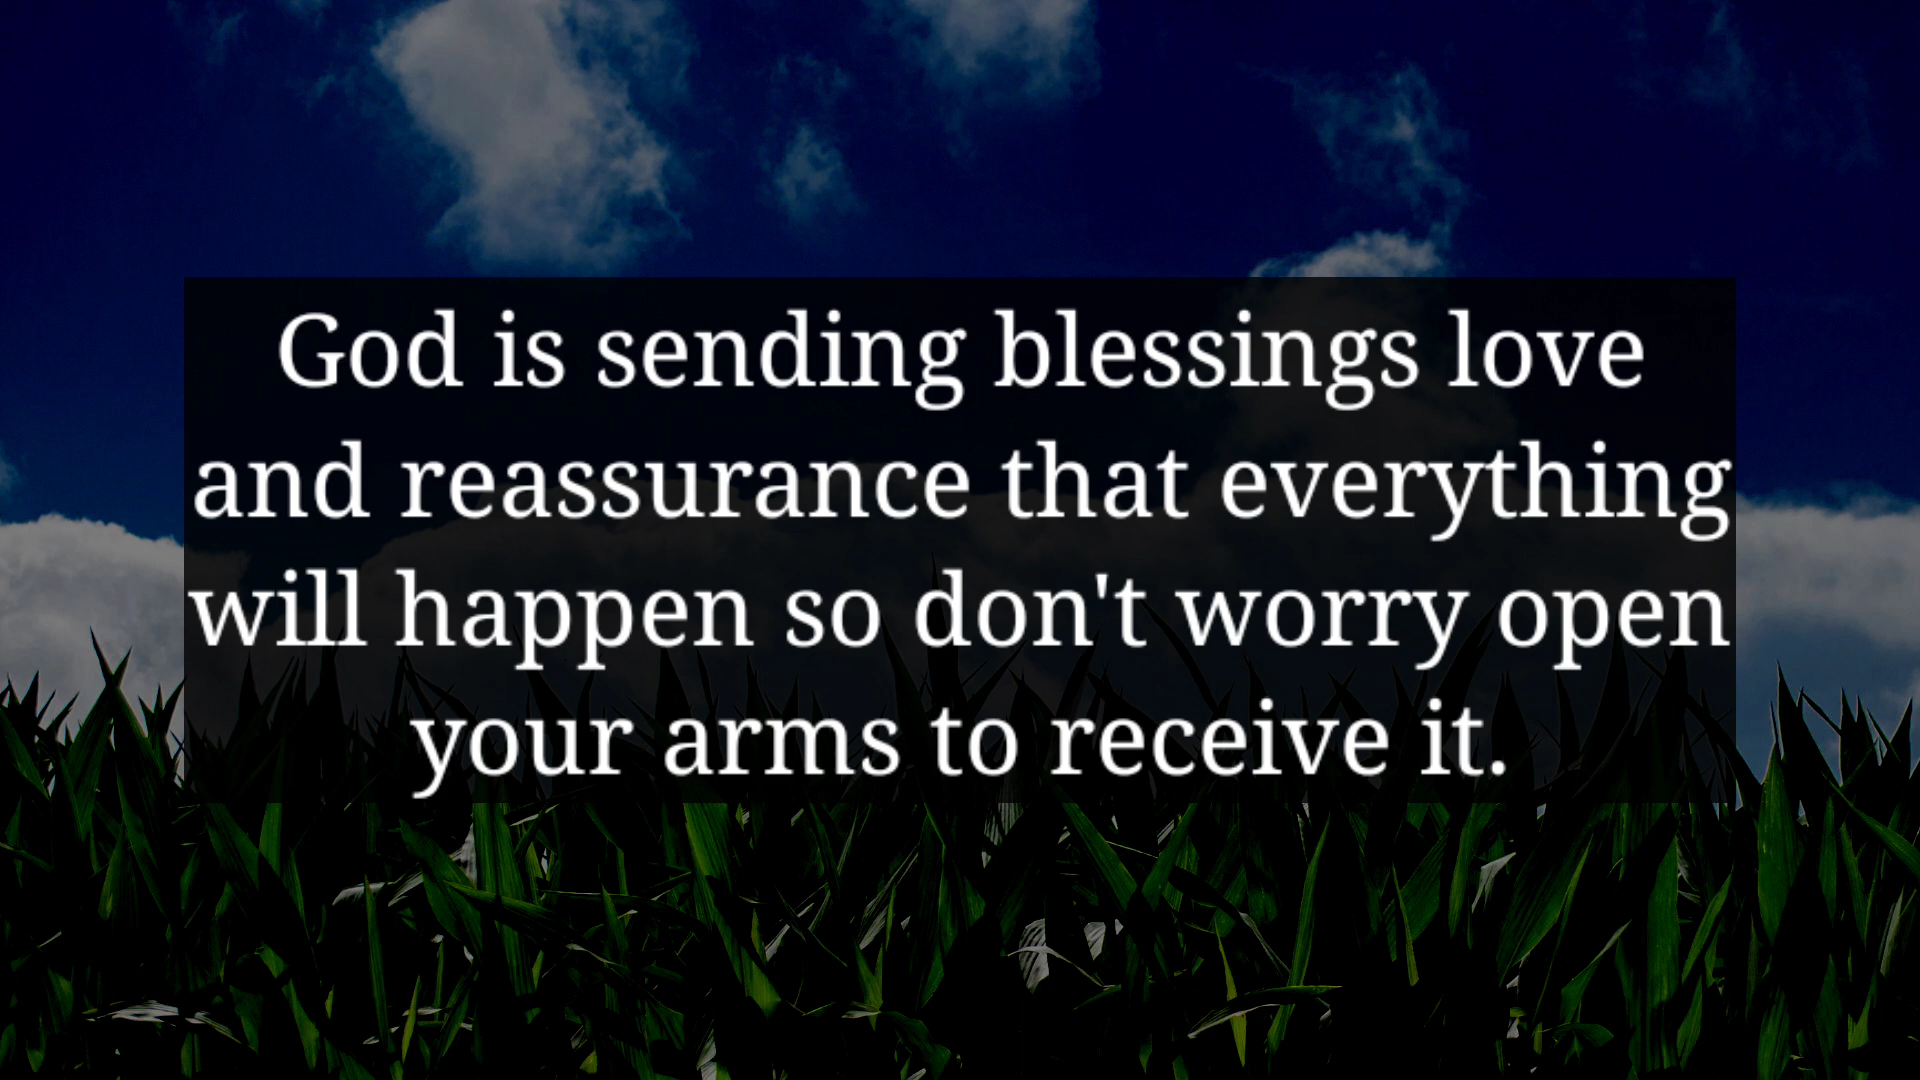 God is sending blessings love
and reassurance that everything
will happen so don't worry open
your arms to receive it.